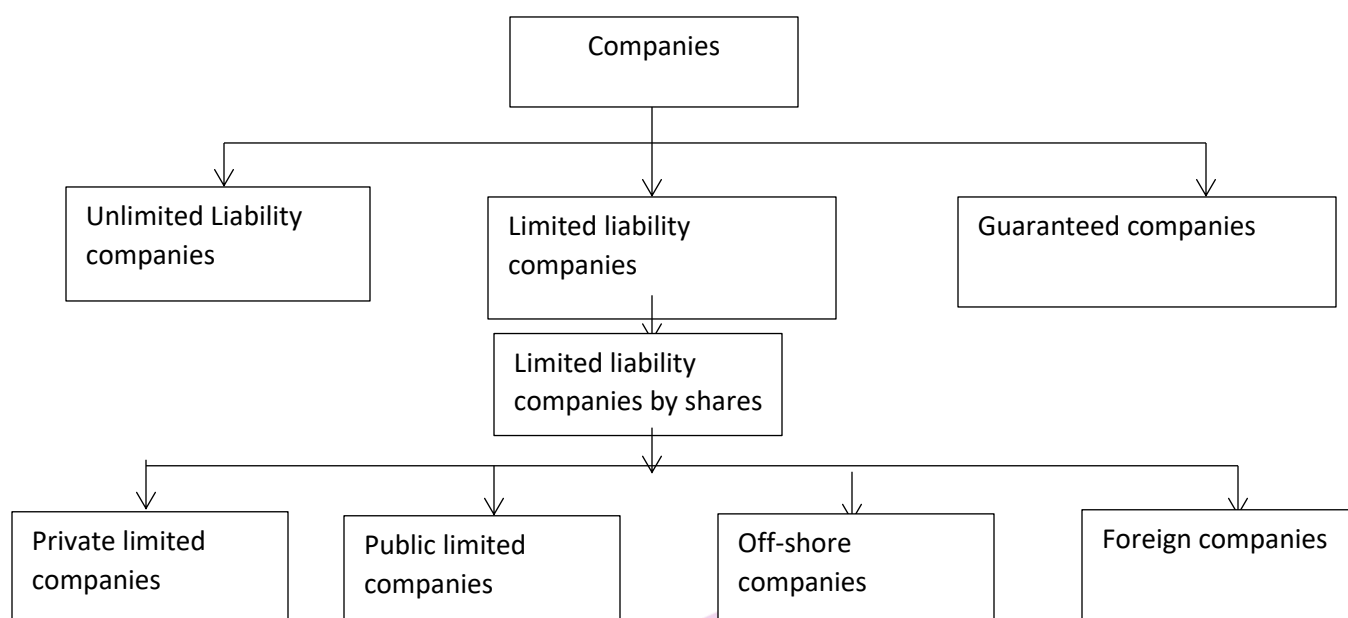 Companies
Unlimited Liability
companies
Limited liability
companies
Guaranteed companies
Limited liability
companies by shares
Private limited
companies
Public limited
companies
Off-shore
companies
Foreign companies